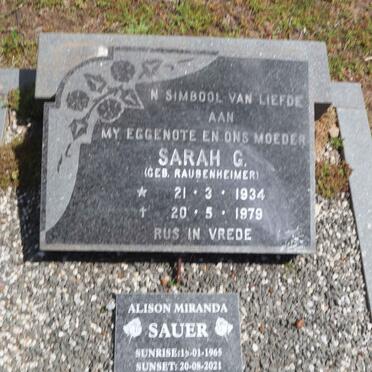 'N SIMBOOL VAN LIEFDE
AAN
MY EGGENOTE EN ONS MOEDER
SARAH G.
(GEB. RAUBENHEIMER)
* 21 · 3 · 1934
† 20 · 5 · 1979
RUS IN VREDE
ALISON MIRANDA
SAUER
SUNRISE: -01-1965
SUNSET: 20-08-2021